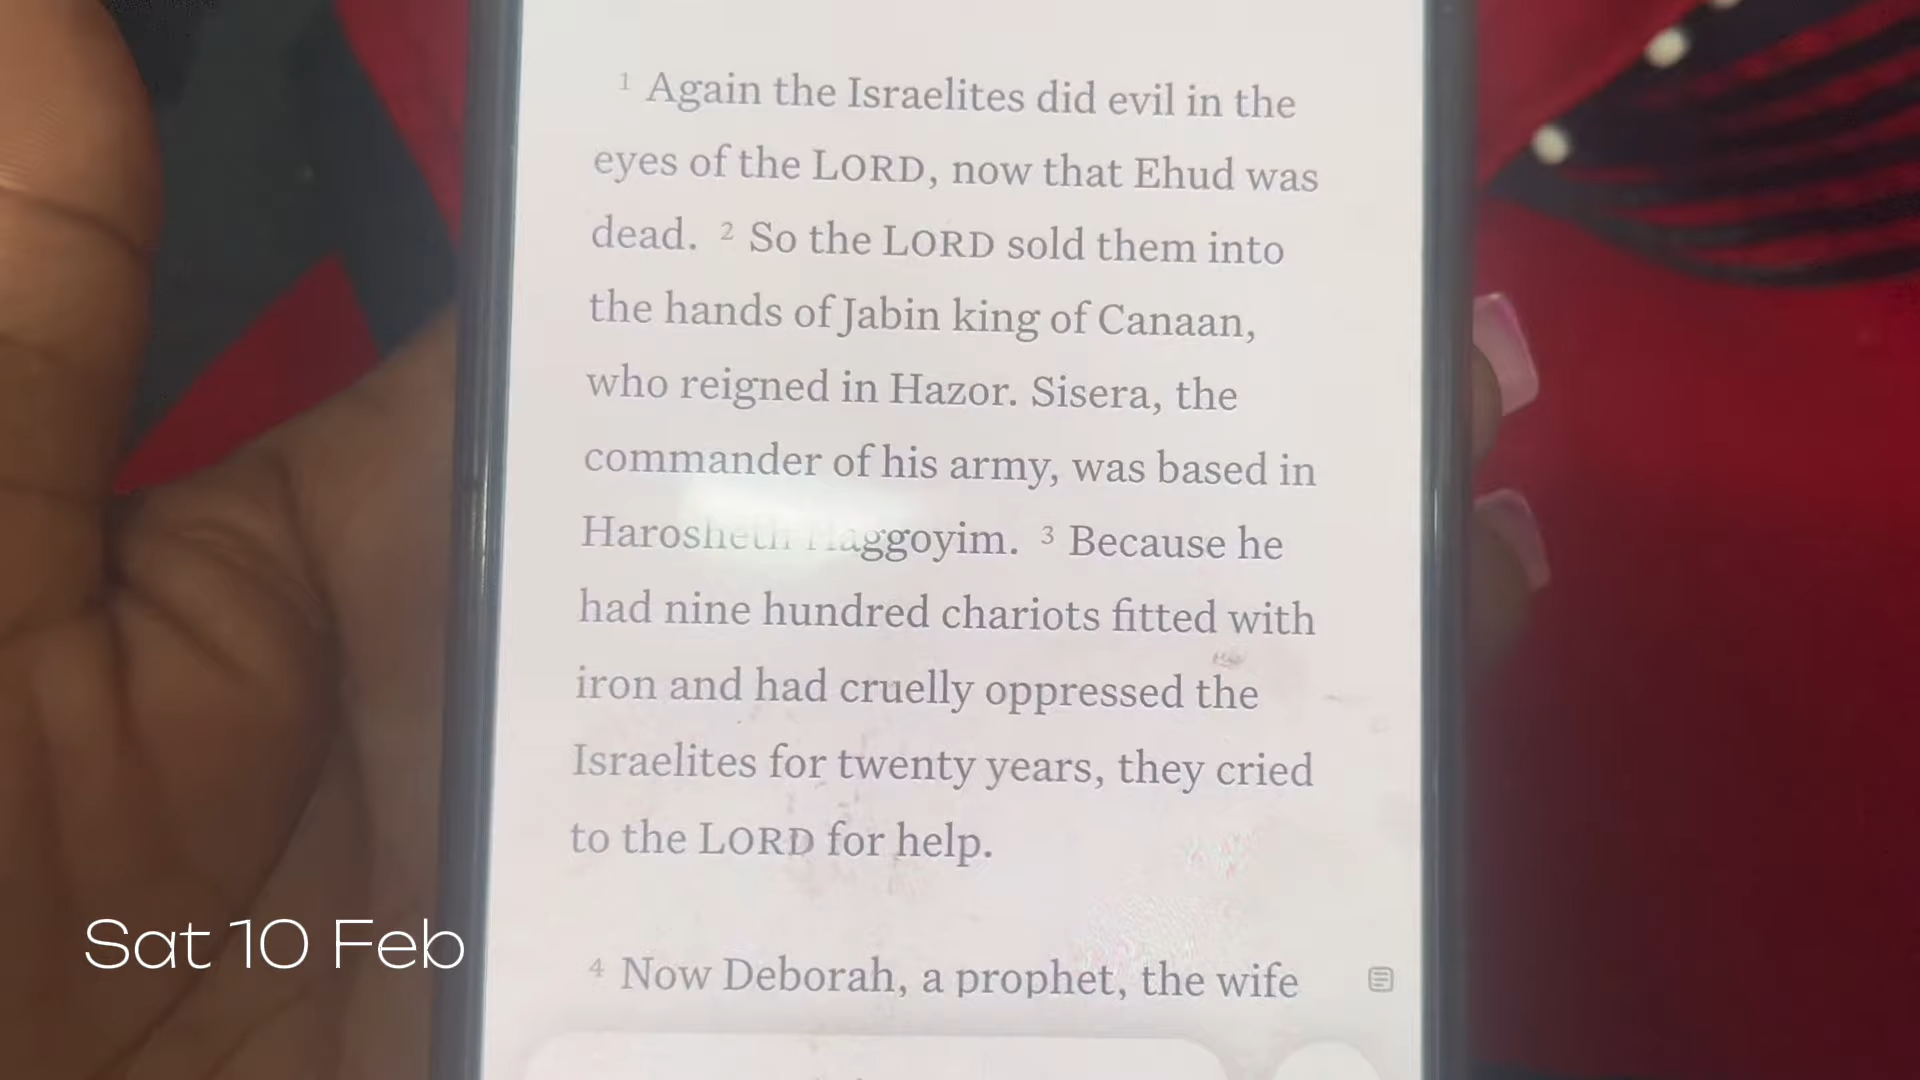 1 Again the Israelites did evil in the
eyes of the LORD, now that Ehud was
dead. 2 So the LORD sold them into
the hands of Jabin king of Canaan,
who reigned in Hazor. Sisera, the
commander of his army, was based in
Harosheth Haggoyim. 3 Because he
had nine hundred chariots fitted with
iron and had cruelly oppressed the
Israelites for twenty years, they cried
to the LORD for help.
4 Now Deborah, a prophet, the wife
Sat 10 Feb